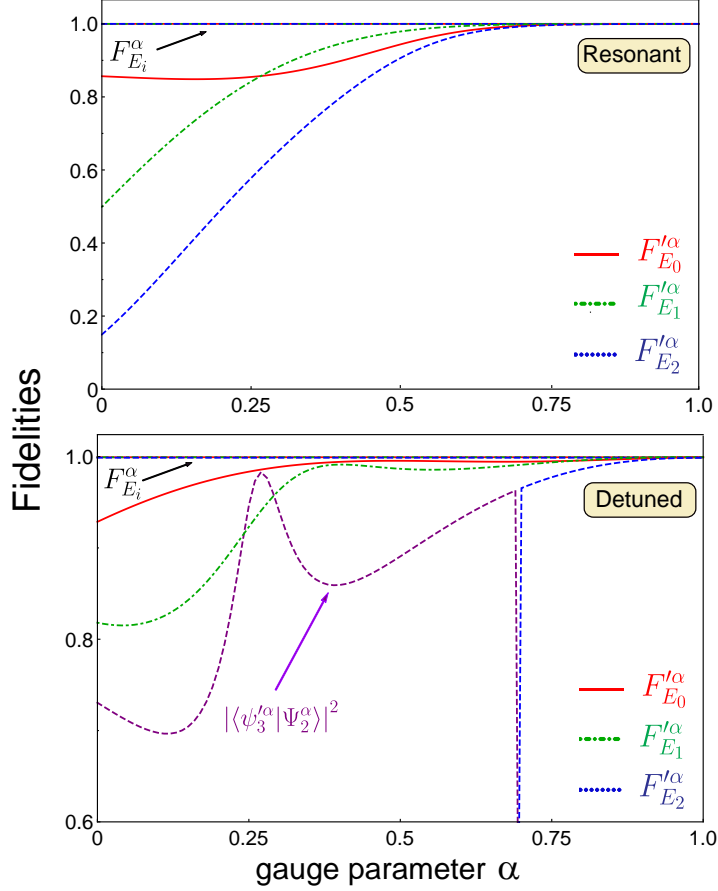 Fidelities
1.0
0.8
0.6
0.4
0.2
0
0
0.25
0.5
0.75
1.0
F_{E_i}^α
Resonant
F'^α_{E_0}
F'^α_{E_1}
F'^α_{E_2}
1.0
0.8
0.6
0
0.25
0.5
0.75
1.0
F_{E_i}^α
Detuned
|⟨ψ'^α_3|Ψ^α_2⟩|^2
F'^α_{E_0}
F'^α_{E_1}
F'^α_{E_2}
gauge parameter α